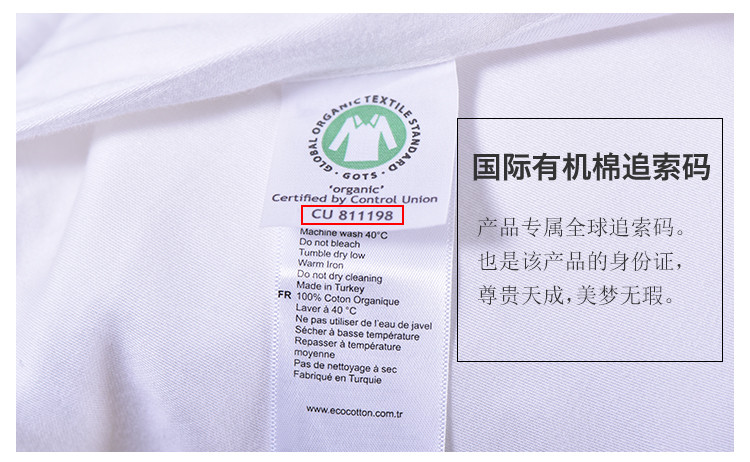 GLOBAL ORGANIC TEXTILE STANDARD
· GOTS ·
'organic'
Certified by Control Union
CU 811198
Machine wash 40°C
Do not bleach
Tumble dry low
Warm Iron
Do not dry cleaning
Made in Turkey
FR 100% Coton Organique
Laver à 40 °C
Ne pas utiliser de l'eau de javel
Sécher à basse température
Repasser à température
moyenne
Pas de nettoyage à sec
Fabriqué en Turquie
www.ecocotton.com.tr
国际有机棉追索码
产品专属全球追索码。
也是该产品的身份证，
尊贵天成，美梦无瑕。